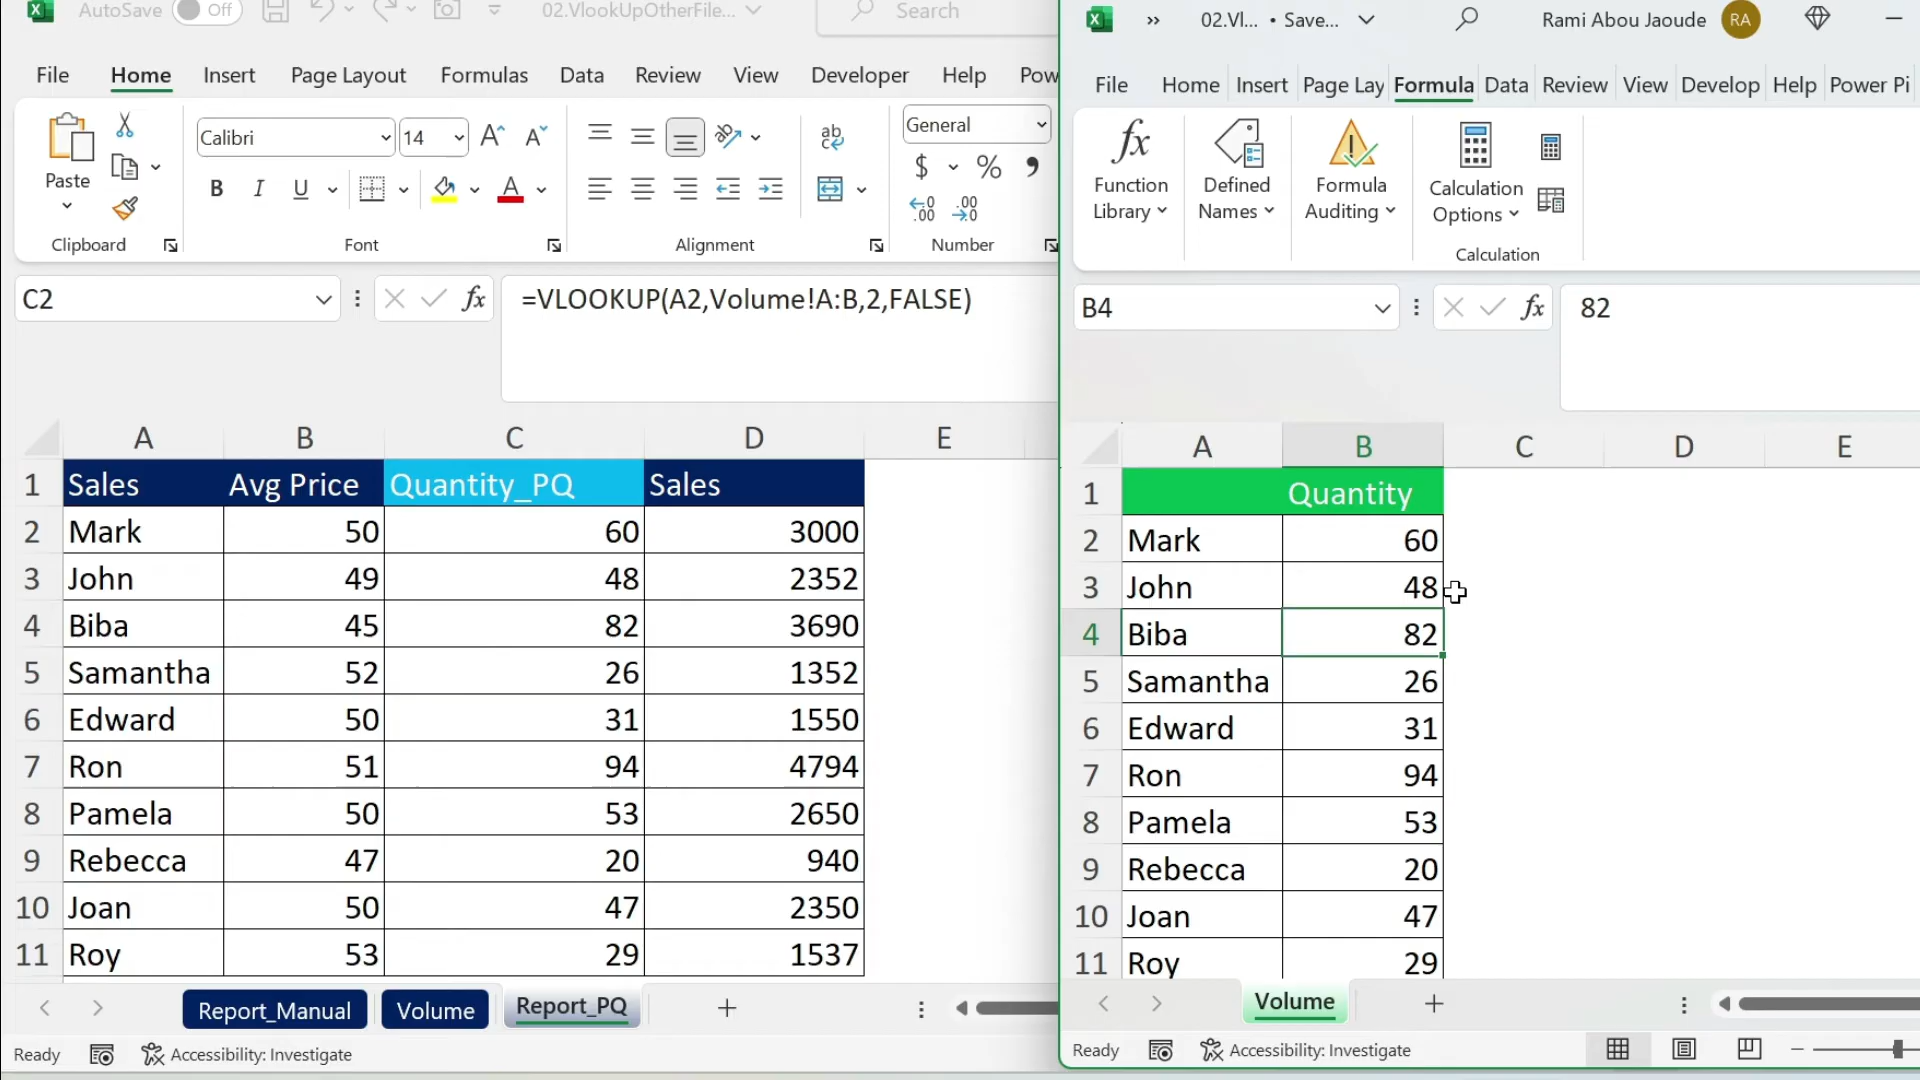 AutoSave Off 02.VlookUpOtherFile... Search
File Home Insert Page Layout Formulas Data Review View Developer Help Pow
Paste
Calibri 14
B I U
ab
General
$ % ,
.00 .00
Clipboard Font Alignment Number
C2 fx =VLOOKUP(A2,Volume!A:B,2,FALSE)
A B C D E
1 Sales Avg Price Quantity_PQ Sales
2 Mark 50 60 3000
3 John 49 48 2352
4 Biba 45 82 3690
5 Samantha 52 26 1352
6 Edward 50 31 1550
7 Ron 51 94 4794
8 Pamela 50 53 2650
9 Rebecca 47 20 940
10 Joan 50 47 2350
11 Roy 53 29 1537
Report_Manual Volume Report_PQ
Ready Accessibility: Investigate
02.Vl... • Save... Rami Abou Jaoude RA
File Home Insert Page Lay Formula Data Review View Develop Help Power Pi
fx
Function Library
Defined Names
Formula Auditing
Calculation Options
Calculation
B4 fx 82
A B C D E
1 Quantity
2 Mark 60
3 John 48
4 Biba 82
5 Samantha 26
6 Edward 31
7 Ron 94
8 Pamela 53
9 Rebecca 20
10 Joan 47
11 Roy 29
Volume
Ready Accessibility: Investigate